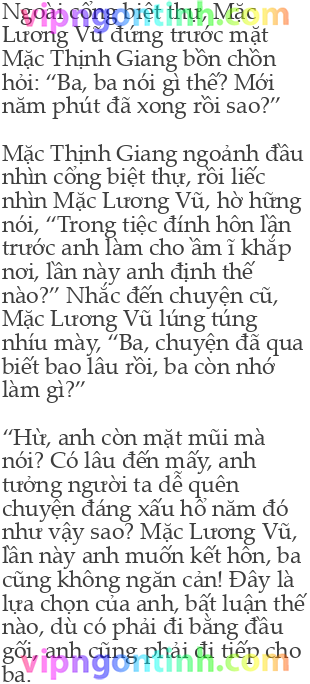 Ngoài cổng biệt thự, Mặc
Lương Vũ đứng trước mặt
Mặc Thịnh Giang bồn chồn
hỏi: “Ba, ba nói gì thế? Mới
năm phút đã xong rồi sao?”
Mặc Thịnh Giang ngoảnh đầu
nhìn cổng biệt thự, rồi liếc
nhìn Mặc Lương Vũ, hờ hững
nói, “Trong tiệc đính hôn lần
trước anh làm cho ầm ĩ khắp
nơi, lần này anh định thế
nào?” Nhắc đến chuyện cũ,
Mặc Lương Vũ lúng túng
nhíu mày, “Ba, chuyện đã qua
biết bao lâu rồi, ba còn nhớ
làm gì?”
“Hừ, anh còn mặt mũi mà
nói? Có lâu đến mấy, anh
tưởng người ta dễ quên
chuyện đáng xấu hổ năm đó
như vậy sao? Mặc Lương Vũ,
lần này anh muốn kết hôn, ba
cũng không ngăn cản! Đây là
lựa chọn của anh, bất luận thế
nào, dù có phải đi bằng đầu
gối, anh cũng phải đi tiếp cho
ba.
vipngontinh.com
vipngontinh.com